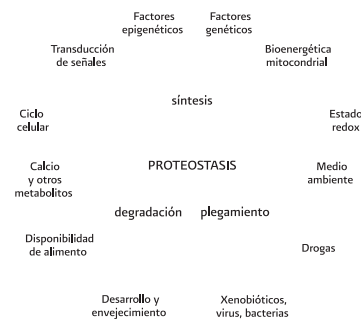 Factores
epigenéticos
Factores
genéticos
Transducción
de señales
Bioenergética
mitocondrial
síntesis
Ciclo
celular
Estado
redox
Calcio
y otros
metabolitos
PROTEOSTASIS
Medio
ambiente
degradación
plegamiento
Disponibilidad
de alimento
Drogas
Desarrollo y
envejecimiento
Xenobióticos,
virus, bacterias